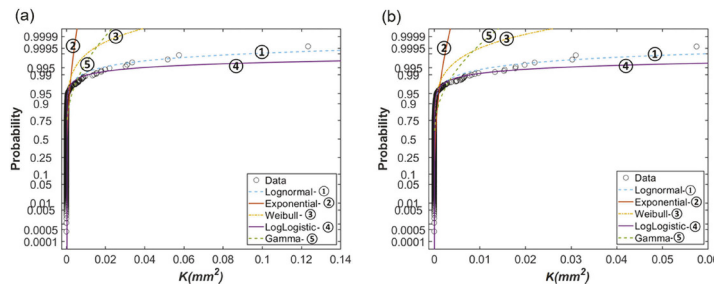 (a)
0.9999
0.9995
0.995
0.99
0.95
0.9
0.75
0.5
0.25
0.1
0.05
0.01
0.005
0.0005
0.0001
Probability
② ③ ① ⑤ ④
Data
Lognormal-①
Exponential-②
Weibull-③
LogLogistic-④
Gamma-⑤
0 0.02 0.04 0.06 0.08 0.1 0.12 0.14
K(mm²)
(b)
0.9999
0.9995
0.995
0.99
0.95
0.9
0.75
0.5
0.25
0.1
0.05
0.01
0.005
0.0005
0.0001
Probability
⑤ ③ ② ① ④
Data
Lognormal-①
Exponential-②
Weibull-③
LogLogistic-④
Gamma-⑤
0 0.01 0.02 0.03 0.04 0.05 0.06
K(mm²)